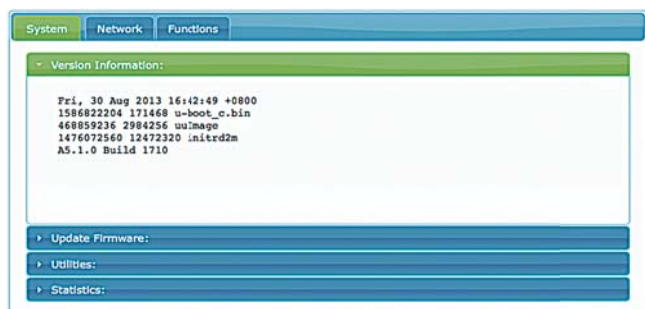 System Network Functions
Version Information:
Fri, 30 Aug 2013 16:42:49 +0800
1586822204 171468 u-boot_c.bin
468859236 2984256 uuImage
1476072560 12472320 initrd2m
A5.1.0 Build 1710
Update Firmware:
Utilities:
Statistics: